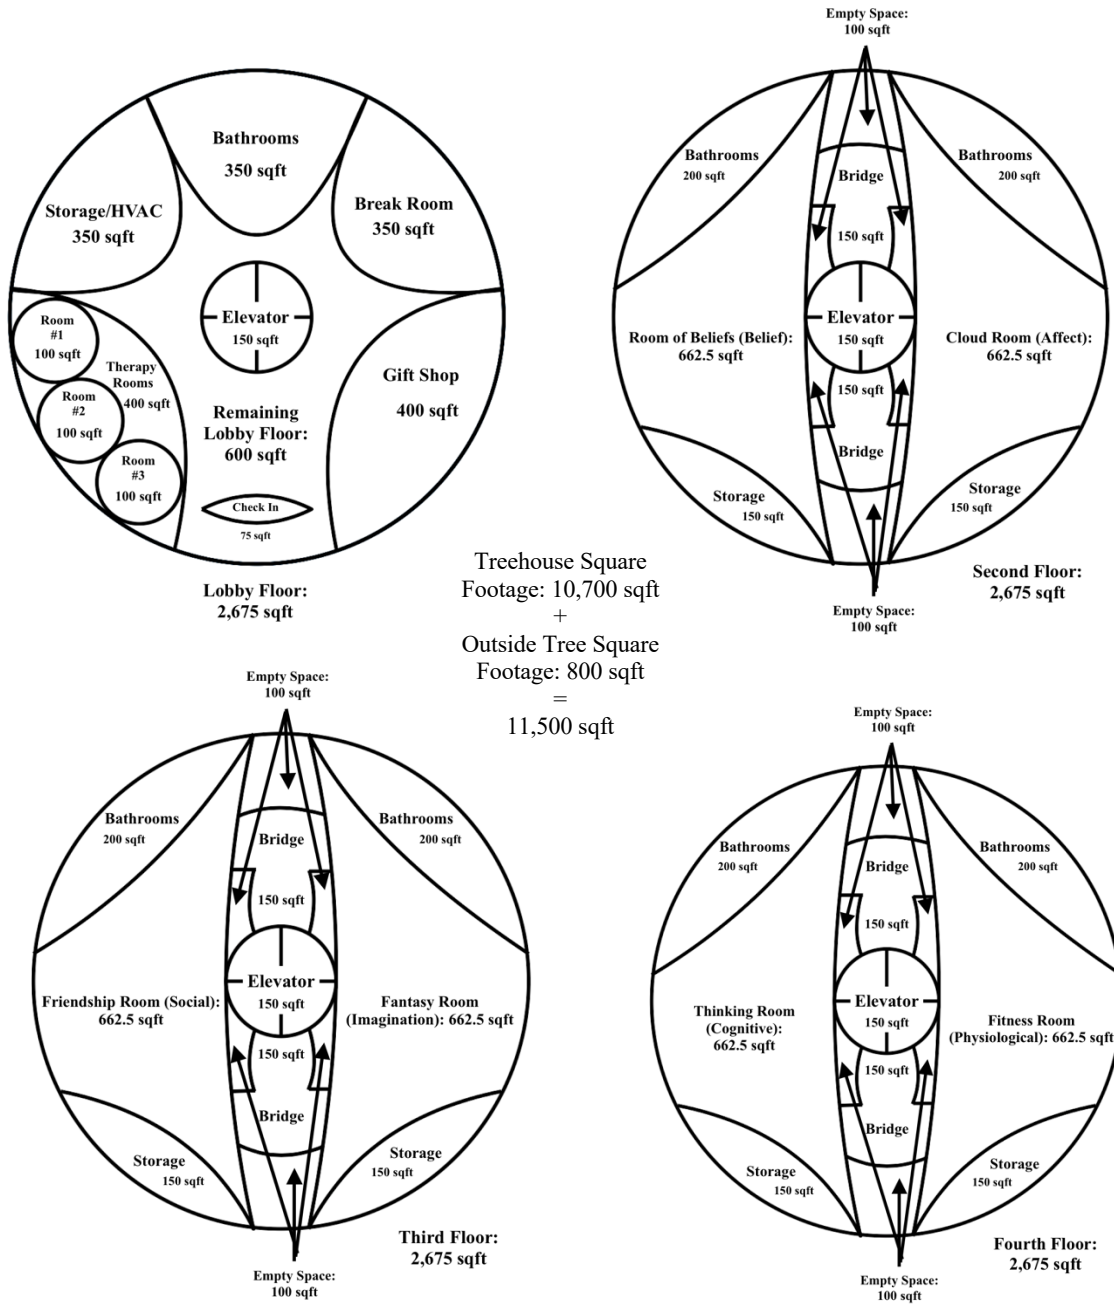 Bathrooms
350 sqft
Storage/HVAC
350 sqft
Break Room
350 sqft
Elevator
150 sqft
Room
#1
100 sqft
Therapy
Rooms
400 sqft
Room
#2
100 sqft
Room
#3
100 sqft
Gift Shop
400 sqft
Remaining
Lobby Floor:
600 sqft
Check In
75 sqft
Lobby Floor:
2,675 sqft
Empty Space:
100 sqft
Bathrooms
200 sqft
Bathrooms
200 sqft
Bridge
150 sqft
Elevator
150 sqft
Room of Beliefs (Belief):
662.5 sqft
Cloud Room (Affect):
662.5 sqft
150 sqft
Bridge
Storage
150 sqft
Storage
150 sqft
Second Floor:
2,675 sqft
Empty Space:
100 sqft
Treehouse Square
Footage: 10,700 sqft
+
Outside Tree Square
Footage: 800 sqft
=
11,500 sqft
Empty Space:
100 sqft
Bathrooms
200 sqft
Bathrooms
200 sqft
Bridge
150 sqft
Elevator
150 sqft
Friendship Room (Social):
662.5 sqft
Fantasy Room
(Imagination): 662.5 sqft
150 sqft
Bridge
Storage
150 sqft
Storage
150 sqft
Third Floor:
2,675 sqft
Empty Space:
100 sqft
Empty Space:
100 sqft
Bathrooms
200 sqft
Bathrooms
200 sqft
Bridge
150 sqft
Elevator
150 sqft
Thinking Room
(Cognitive):
662.5 sqft
Fitness Room
(Physiological): 662.5 sqft
150 sqft
Bridge
Storage
150 sqft
Storage
150 sqft
Fourth Floor:
2,675 sqft
Empty Space:
100 sqft